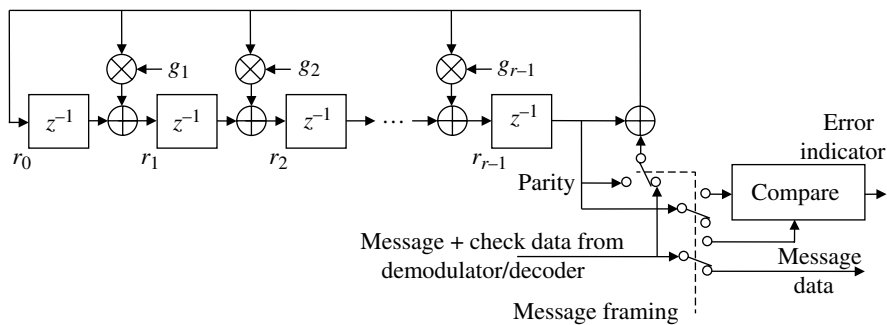 g₁
g₂
gᵣ₋₁
z⁻¹
z⁻¹
z⁻¹
...
z⁻¹
r₀
r₁
r₂
rᵣ₋₁
Error
indicator
Parity
Compare
Message + check data from
demodulator/decoder
Message
data
Message framing